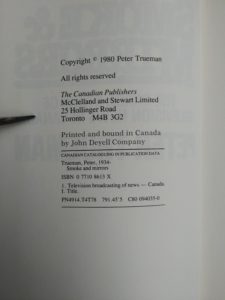 Copyright © 1980 Peter Trueman
All rights reserved
The Canadian Publishers
McClelland and Stewart Limited
25 Hollinger Road
Toronto M4B 3G2
Printed and bound in Canada
by John Deyell Company
CANADIAN CATALOGUING IN PUBLICATION DATA
Trueman, Peter, 1934-
Smoke and mirrors
ISBN 0 7710 8613 X
1. Television broadcasting of news — Canada
I. Title.
PN4914.T4T78 791.45'5 C80 094035-0